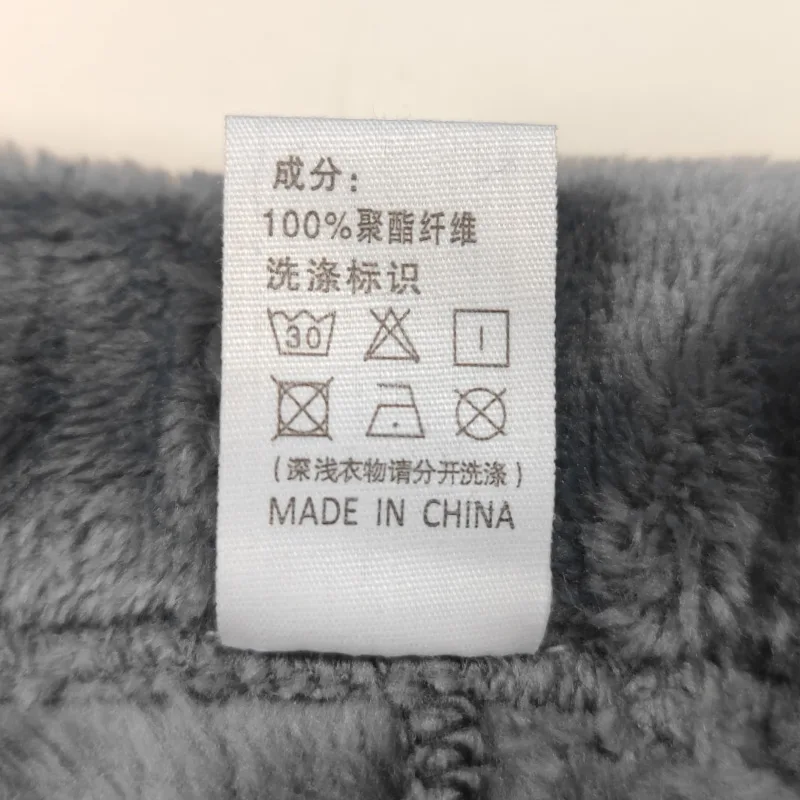 成分：
100%聚酯纤维
洗涤标识
30
（深浅衣物请分开洗涤）
MADE IN CHINA